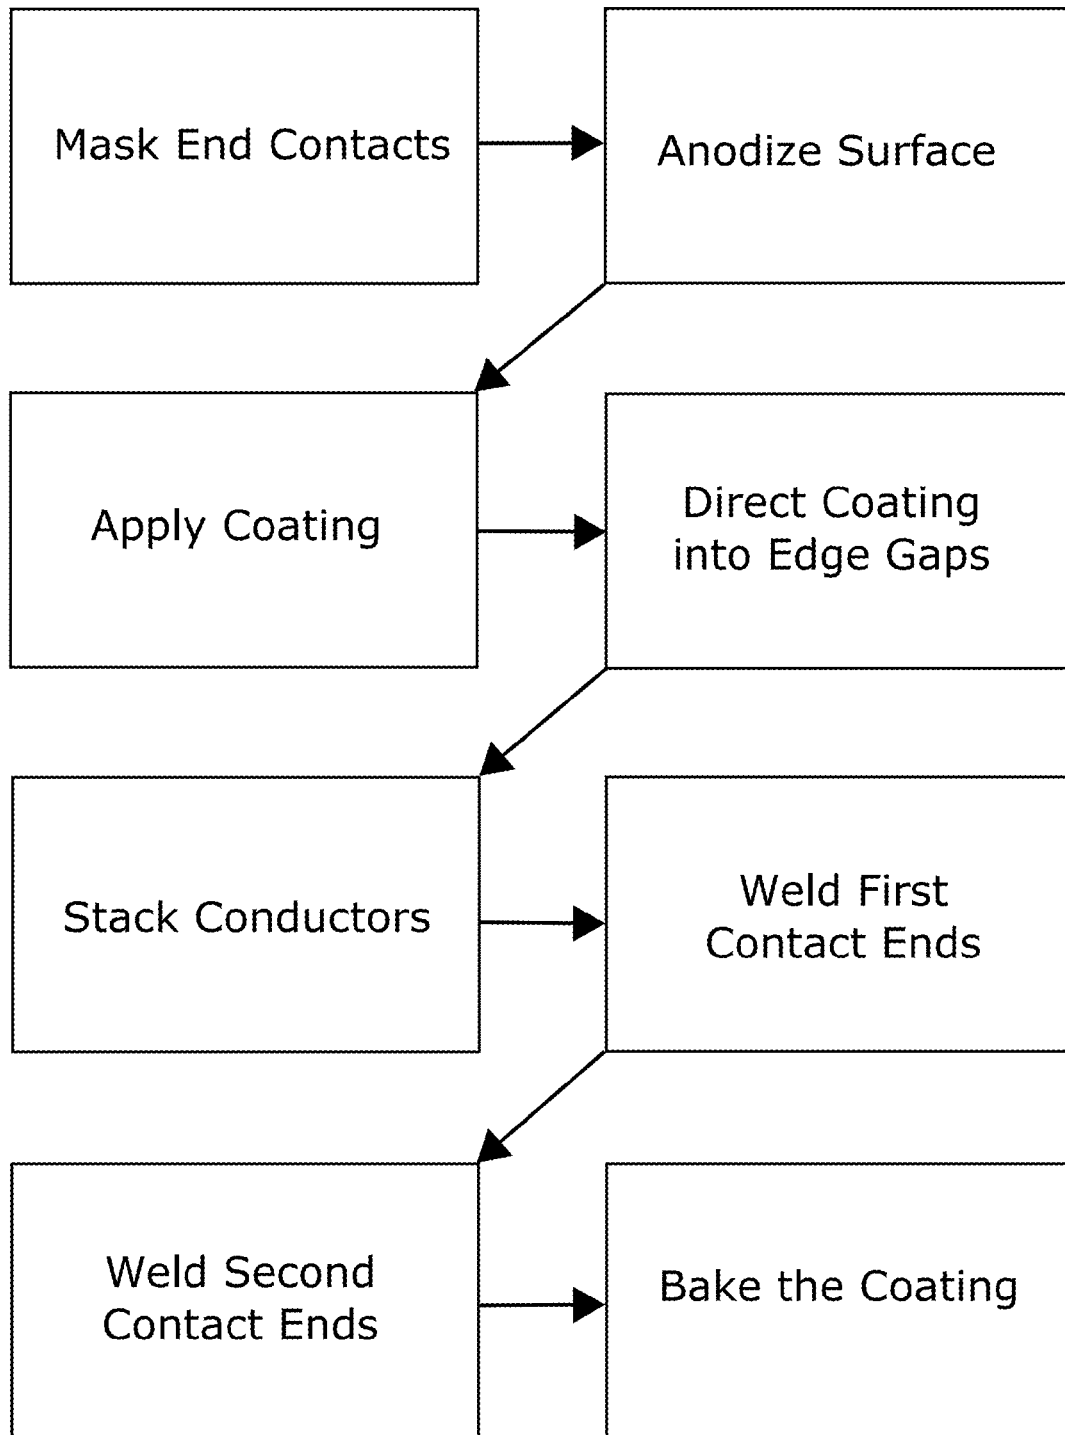 Mask End Contacts
Anodize Surface
Apply Coating
Direct Coating
into Edge Gaps
Stack Conductors
Weld First
Contact Ends
Weld Second
Contact Ends
Bake the Coating